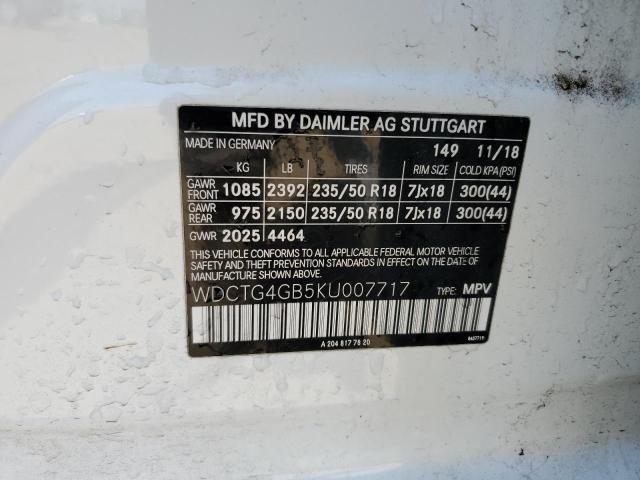 MFD BY DAIMLER AG STUTTGART
MADE IN GERMANY 149 11/18
KG LB TIRES RIM SIZE COLD KPA(PSI)
GAWR FRONT 1085 2392 235/50 R18 7Jx18 300(44)
GAWR REAR 975 2150 235/50 R18 7Jx18 300(44)
GVWR 2025 4464
THIS VEHICLE CONFORMS TO ALL APPLICABLE FEDERAL MOTOR VEHICLE
SAFETY, BUMPER, AND THEFT PREVENTION STANDARDS IN EFFECT ON THE
DATE OF MANUFACTURE SHOWN ABOVE.
WDCTG4GB5KU007717 TYPE: MPV
A 204 817 78 20